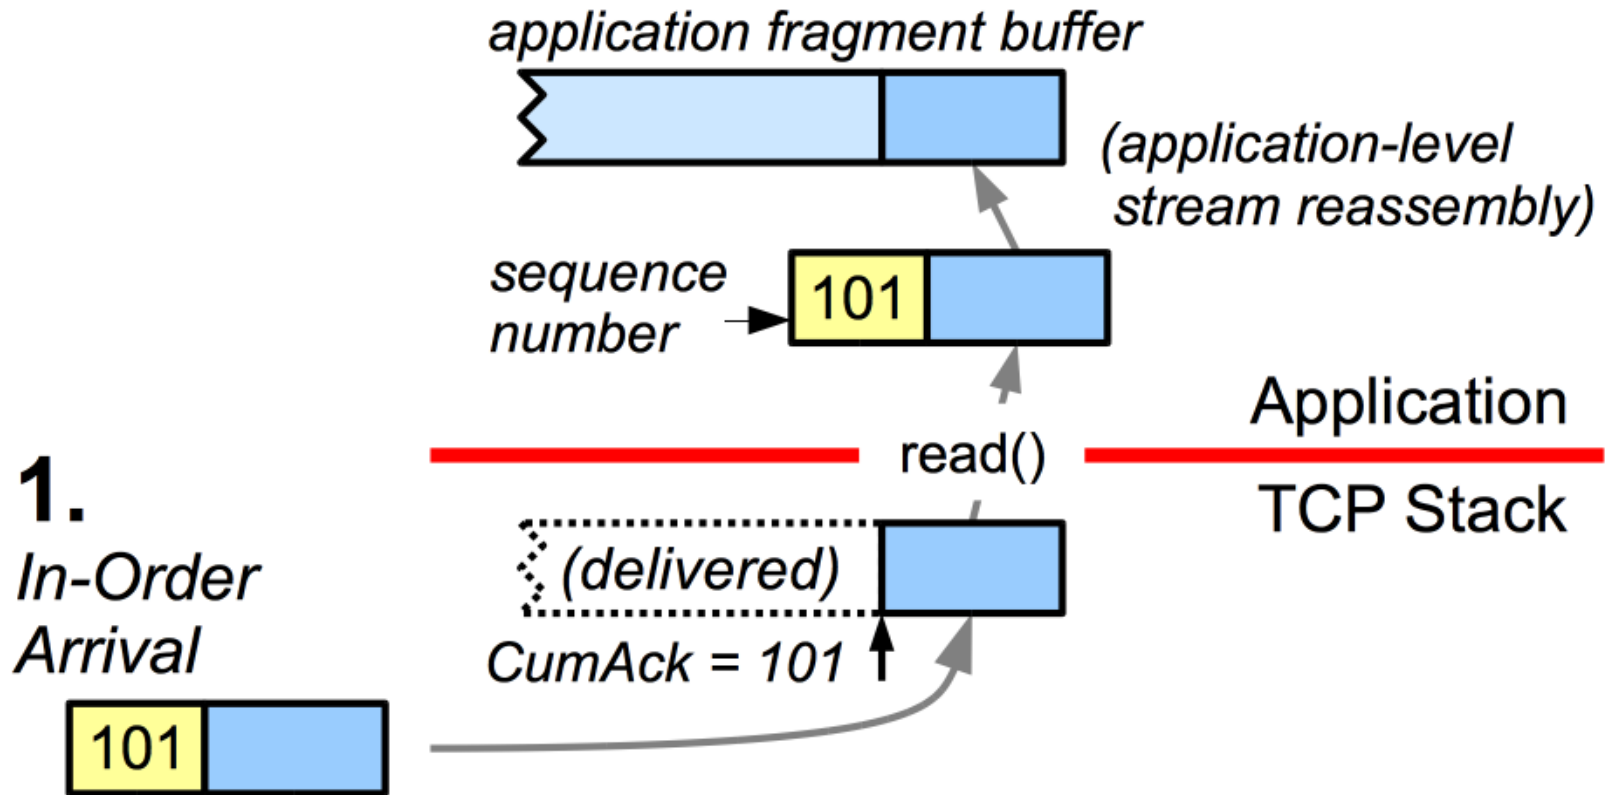 application fragment buffer
(application-level
stream reassembly)
sequence
number
101
Application
read()
TCP Stack
1.
In-Order
Arrival
(delivered)
CumAck = 101
101